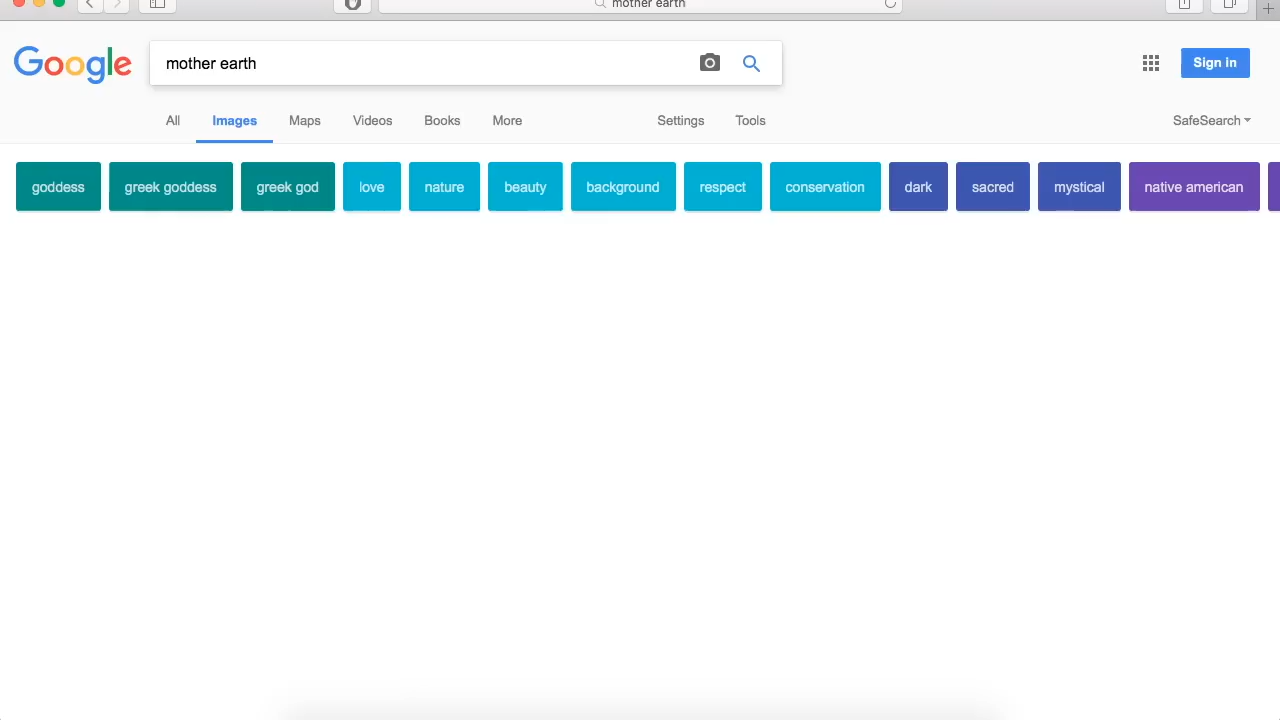 mother earth
Google mother earth Sign in
All Images Maps Videos Books More Settings Tools SafeSearch
goddess greek goddess greek god love nature beauty background respect conservation dark sacred mystical native american